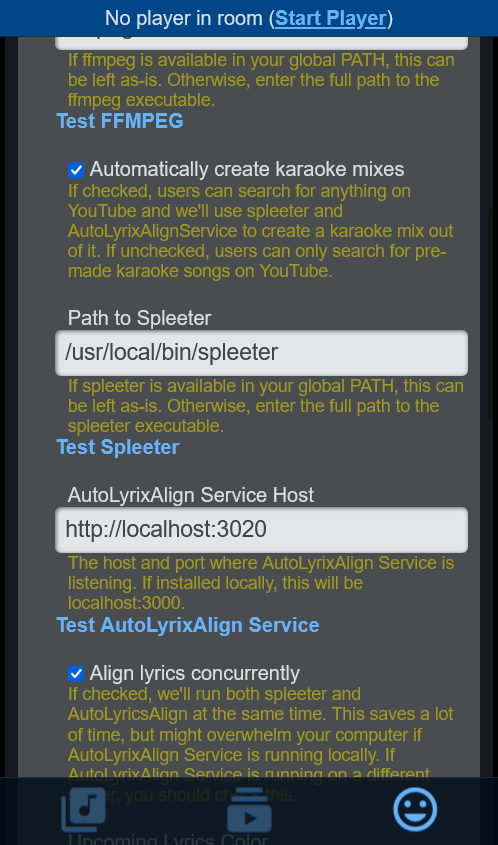 No player in room (Start Player)
If ffmpeg is available in your global PATH, this can
be left as-is. Otherwise, enter the full path to the
ffmpeg executable.
Test FFMPEG
Automatically create karaoke mixes
If checked, users can search for anything on
YouTube and we'll use spleeter and
AutoLyrixAlignService to create a karaoke mix out
of it. If unchecked, users can only search for pre-
made karaoke songs on YouTube.
Path to Spleeter
/usr/local/bin/spleeter
If spleeter is available in your global PATH, this can
be left as-is. Otherwise, enter the full path to the
spleeter executable.
Test Spleeter
AutoLyrixAlign Service Host
http://localhost:3020
The host and port where AutoLyrixAlign Service is
listening. If installed locally, this will be
localhost:3000.
Test AutoLyrixAlign Service
Align lyrics concurrently
If checked, we'll run both spleeter and
AutoLyricsAlign at the same time. This saves a lot
of time, but might overwhelm your computer if
AutoLyrixAlign Service is running locally. If
AutoLyrixAlign Service is running on a different
you should this.
Upcoming Lyrics Color